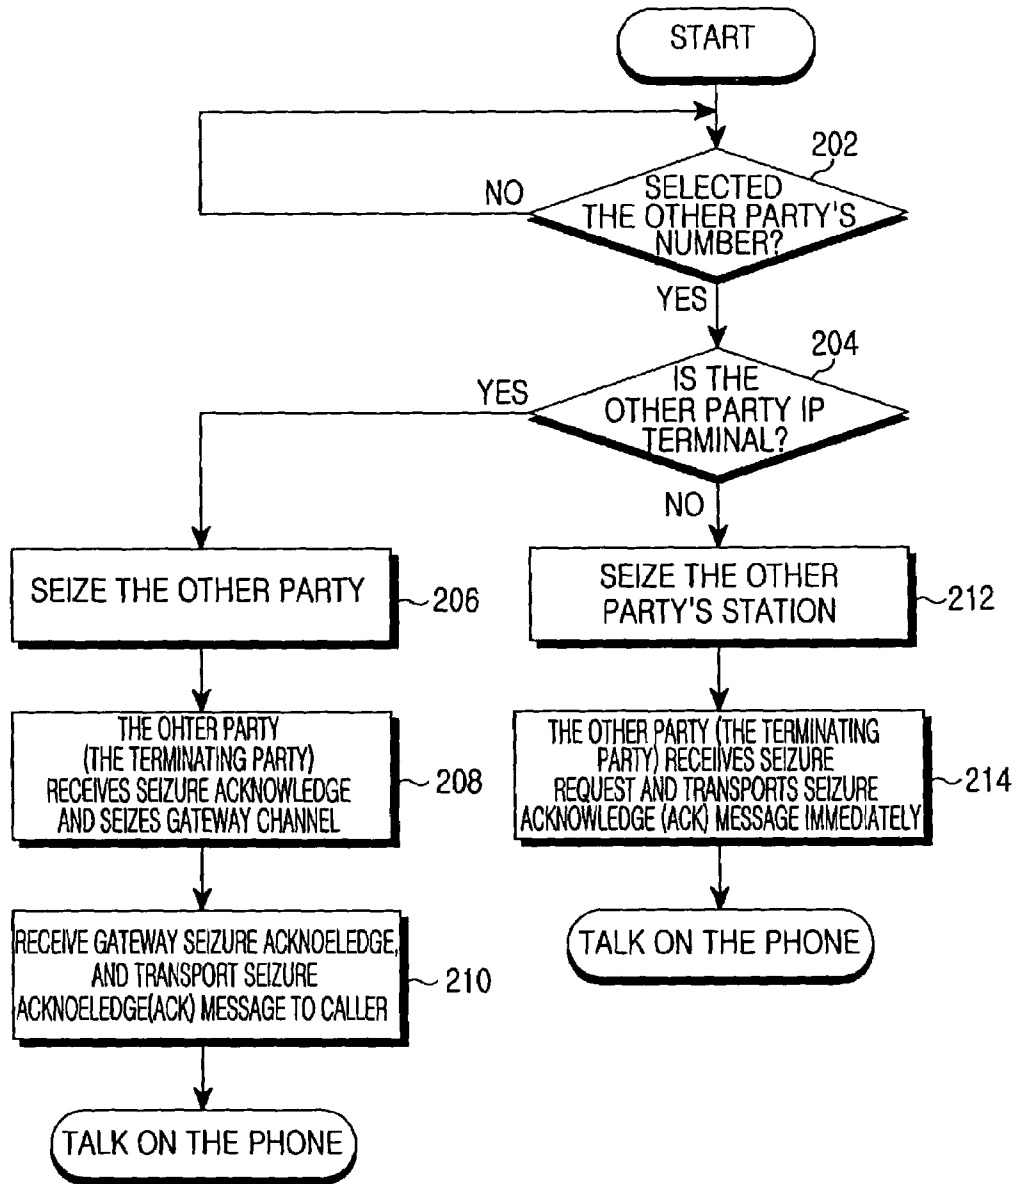 START
202
SELECTED
THE OTHER PARTY'S
NUMBER?
NO
YES
204
IS THE
OTHER PARTY IP
TERMINAL?
YES
NO
SEIZE THE OTHER PARTY
206
SEIZE THE OTHER
PARTY'S STATION
212
THE OHTER PARTY
(THE TERMINATING PARTY)
RECEIVES SEIZURE ACKNOWLEDGE
AND SEIZES GATEWAY CHANNEL
208
THE OTHER PARTY (THE TERMINATING
PARTY) RECEIIVES SEIZURE
REQUEST AND TRANSPORTS SEIZURE
ACKNOWLEDGE (ACK) MESSAGE IMMEDIATELY
214
RECEIVE GATEWAY SEIZURE ACKNOELEDGE,
AND TRANSPORT SEIZURE
ACKNOELEDGE(ACK) MESSAGE TO CALLER
210
TALK ON THE PHONE
TALK ON THE PHONE